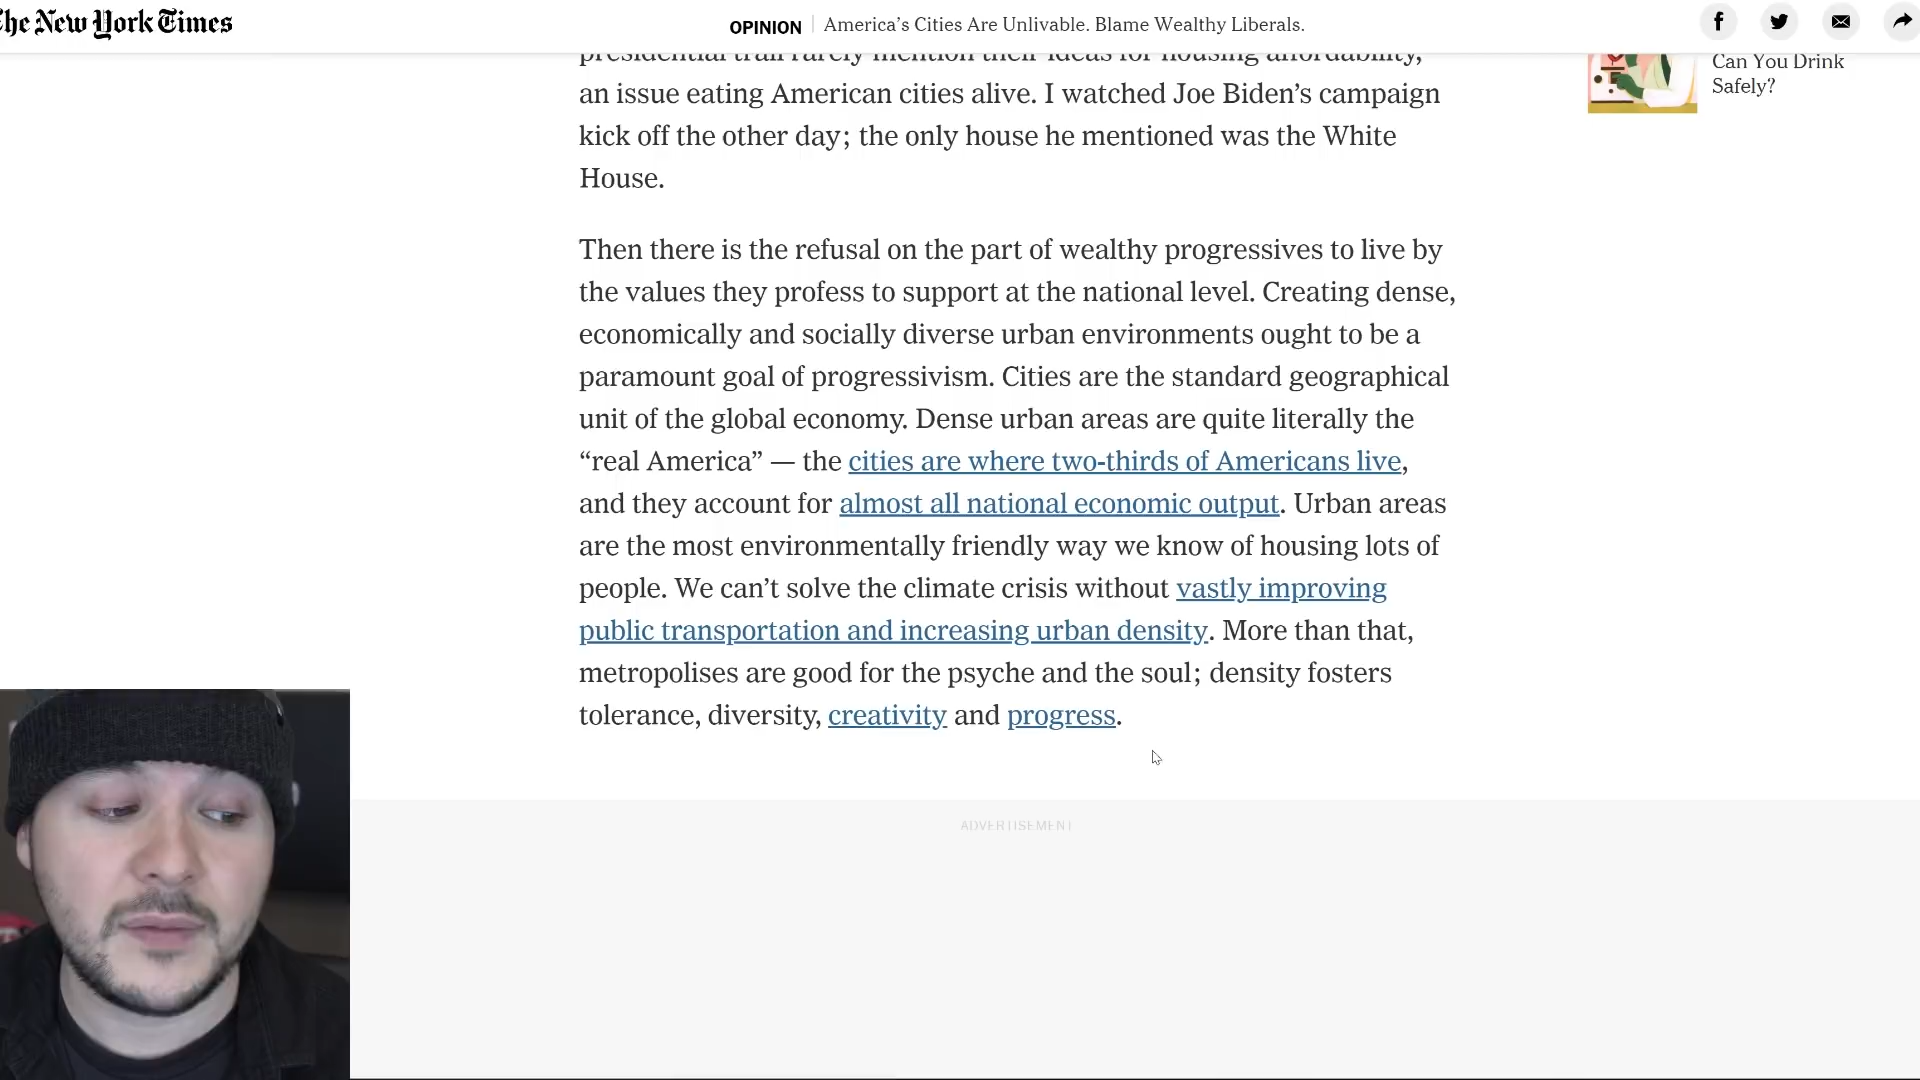 The New York Times
OPINION | America's Cities Are Unlivable. Blame Wealthy Liberals.
presidential trail rarely mention their ideas for housing affordability,
an issue eating American cities alive. I watched Joe Biden's campaign
kick off the other day; the only house he mentioned was the White
House.
Then there is the refusal on the part of wealthy progressives to live by
the values they profess to support at the national level. Creating dense,
economically and socially diverse urban environments ought to be a
paramount goal of progressivism. Cities are the standard geographical
unit of the global economy. Dense urban areas are quite literally the
“real America” — the cities are where two-thirds of Americans live,
and they account for almost all national economic output. Urban areas
are the most environmentally friendly way we know of housing lots of
people. We can't solve the climate crisis without vastly improving
public transportation and increasing urban density. More than that,
metropolises are good for the psyche and the soul; density fosters
tolerance, diversity, creativity and progress.
Can You Drink
Safely?
ADVERTISEMENT